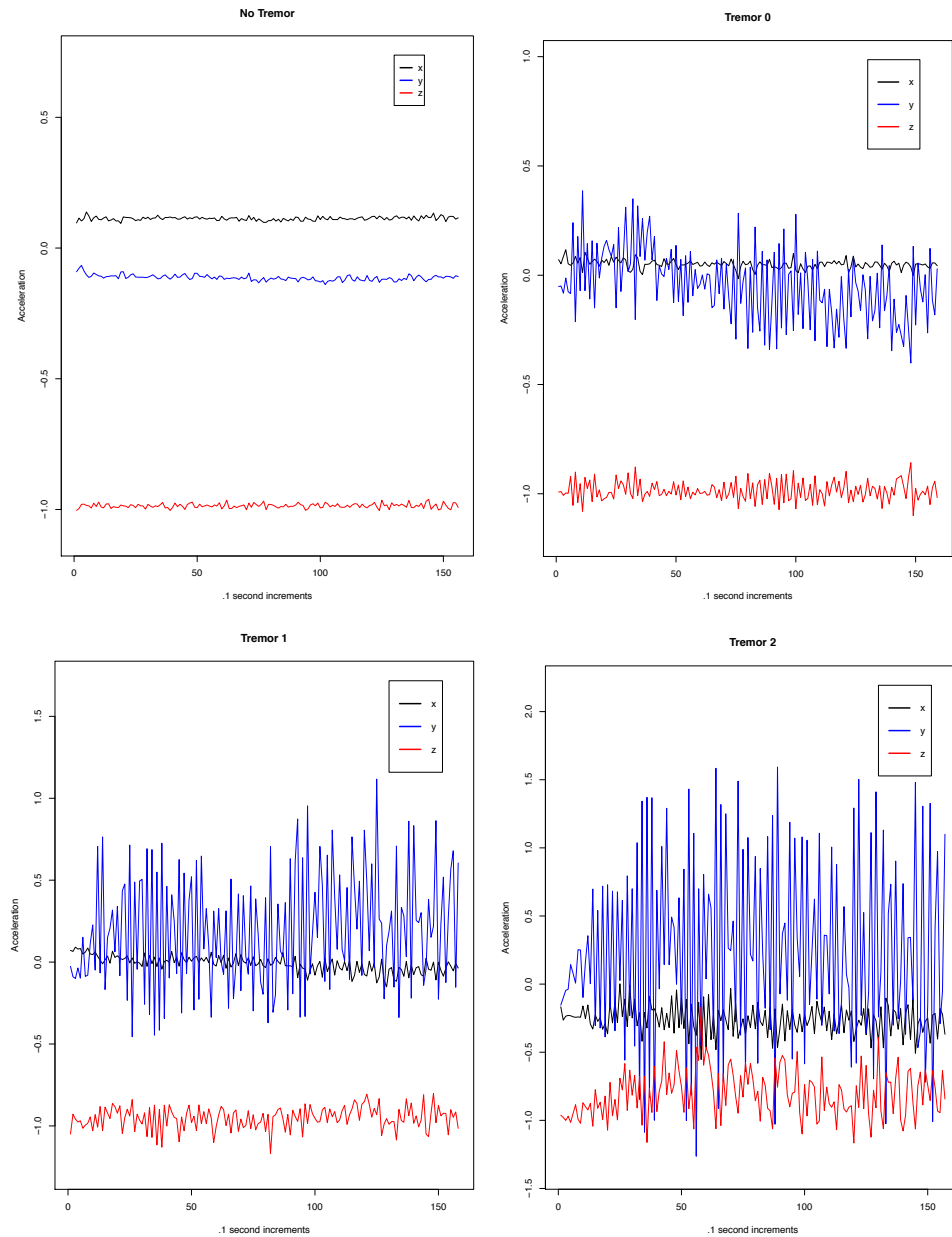 No Tremor
x
y
z
0.5
0.0
−0.5
−1.0
Acceleration
0
50
100
150
.1 second increments
Tremor 0
x
y
z
1.0
0.5
0.0
−0.5
−1.0
Acceleration
0
50
100
150
.1 second increments
Tremor 1
x
y
z
1.5
1.0
0.5
0.0
−0.5
−1.0
Acceleration
0
50
100
150
.1 second increments
Tremor 2
x
y
z
2.0
1.5
1.0
0.5
0.0
−0.5
−1.0
−1.5
Acceleration
0
50
100
150
.1 second increments